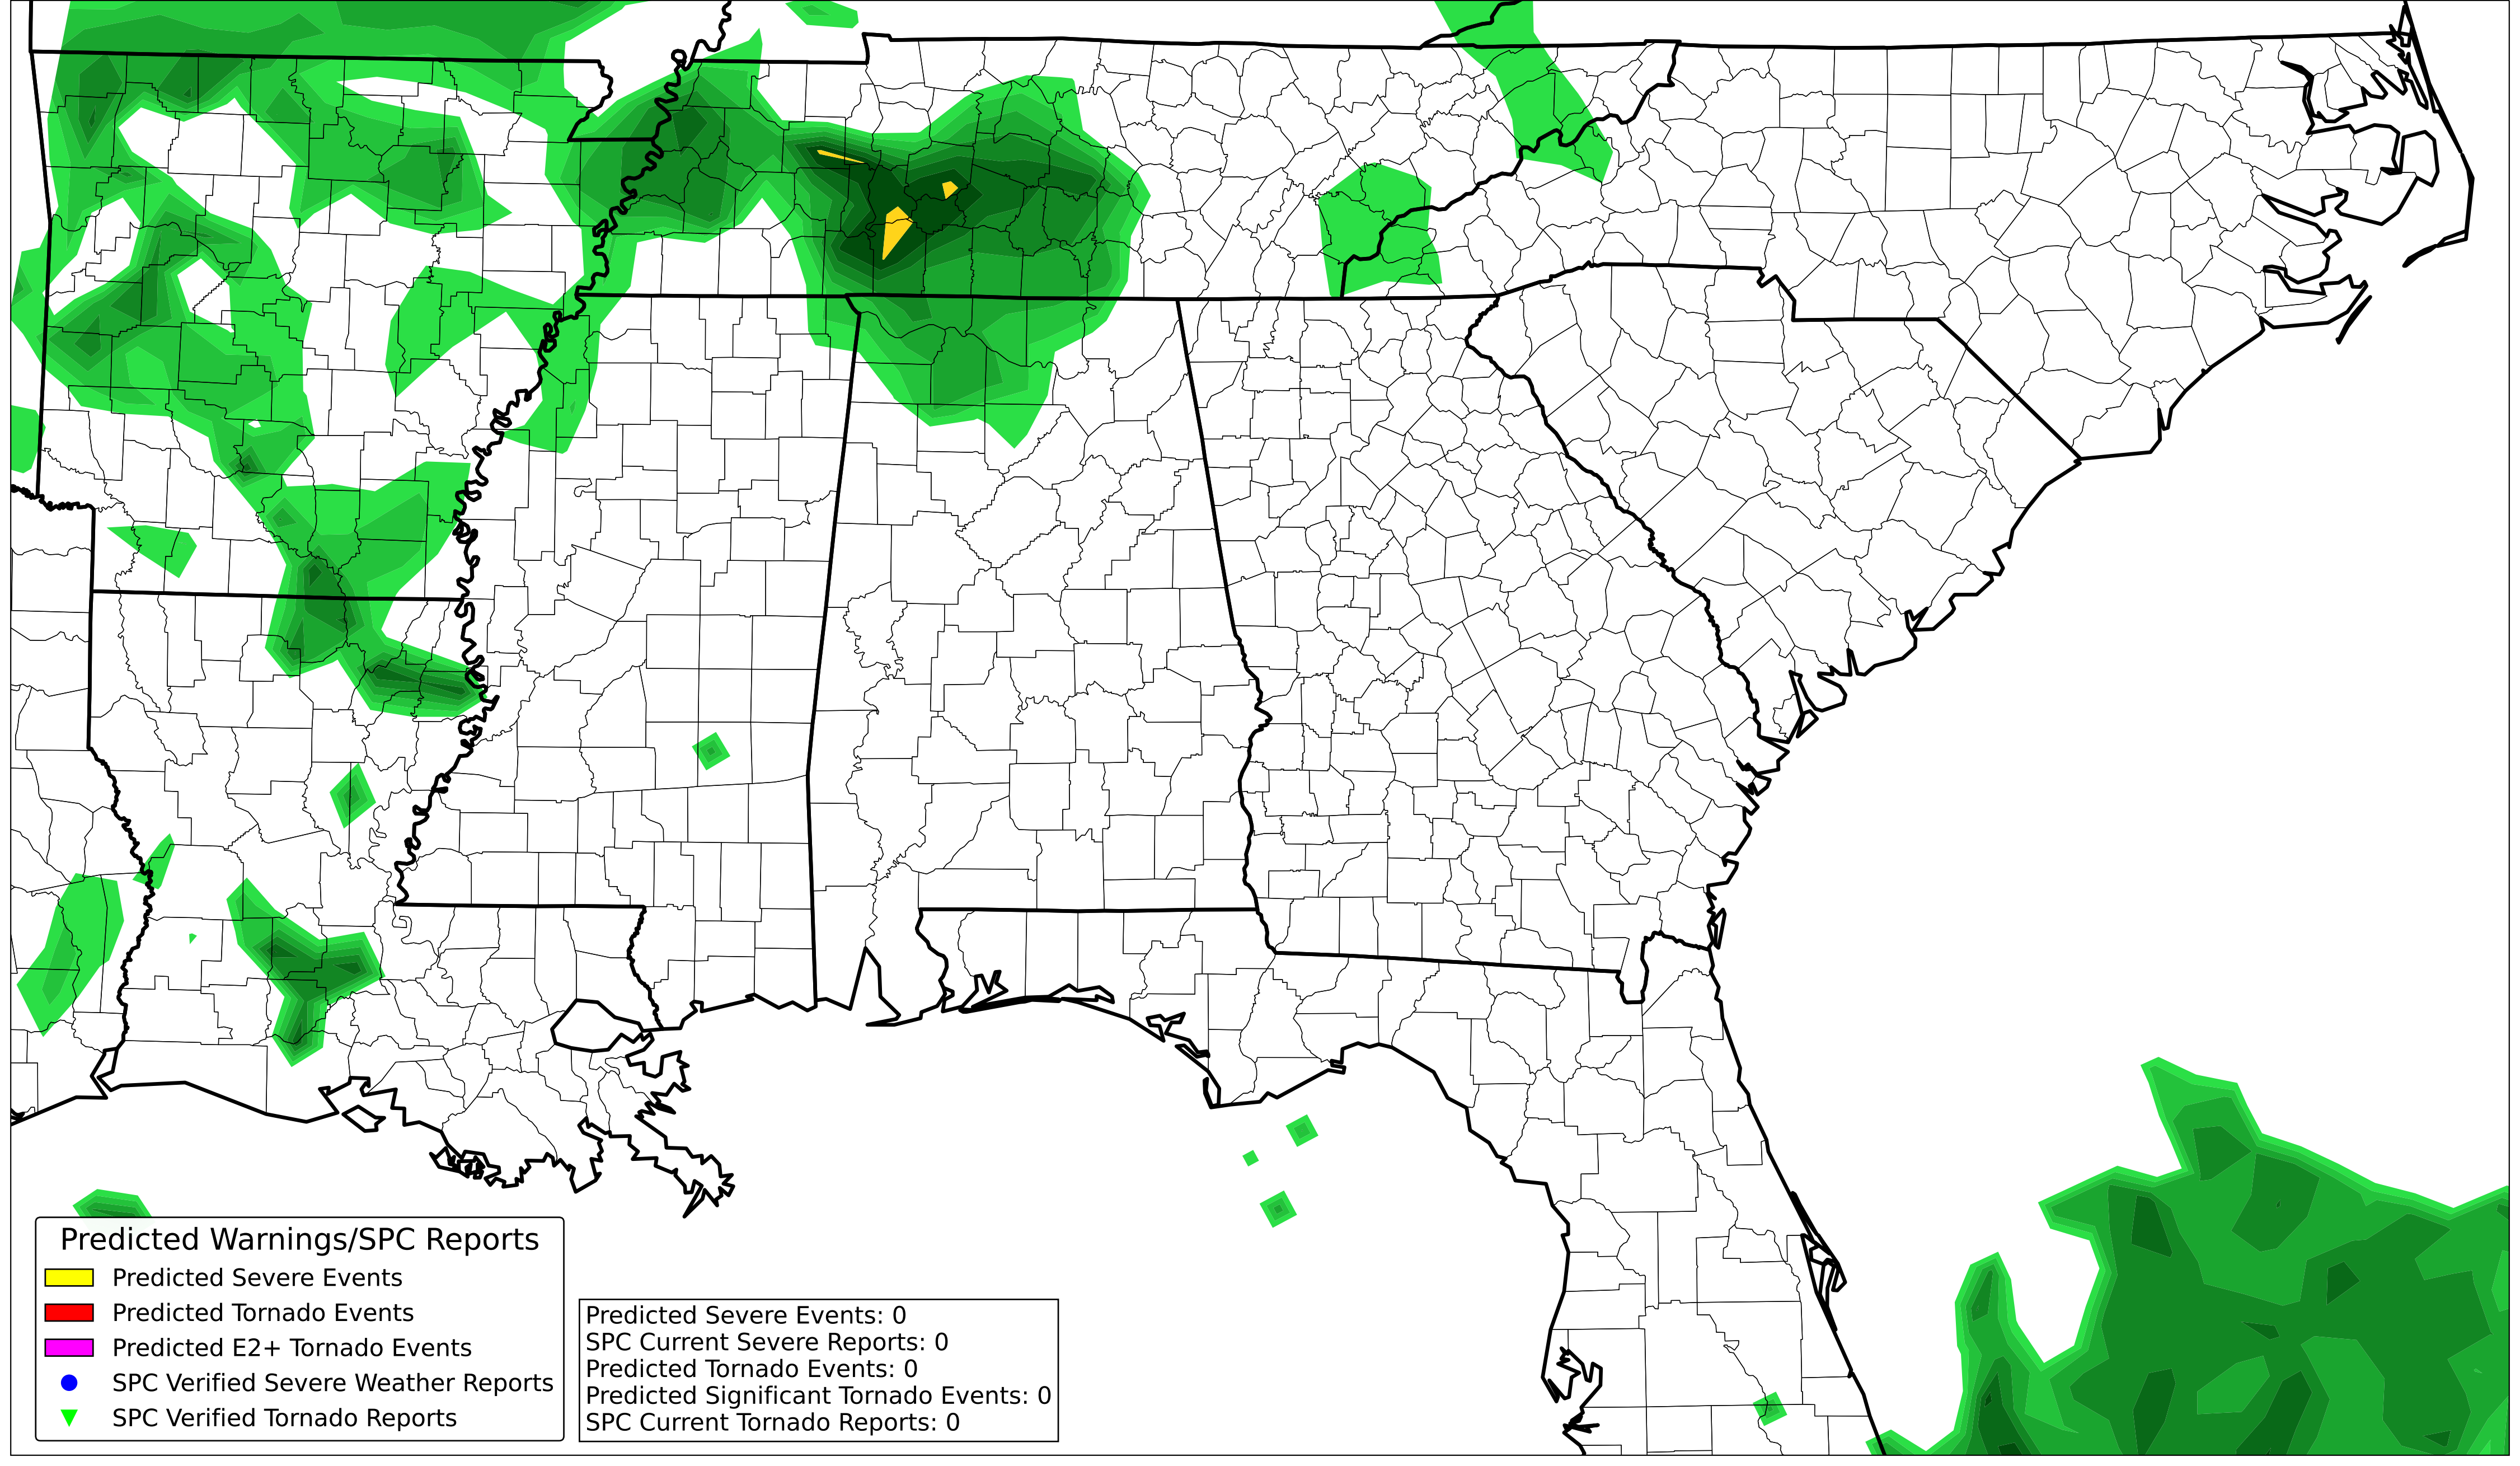 Predicted Warnings/SPC Reports
Predicted Severe Events
Predicted Tornado Events
Predicted E2+ Tornado Events
SPC Verified Severe Weather Reports
SPC Verified Tornado Reports
Predicted Severe Events: 0
SPC Current Severe Reports: 0
Predicted Tornado Events: 0
Predicted Significant Tornado Events: 0
SPC Current Tornado Reports: 0